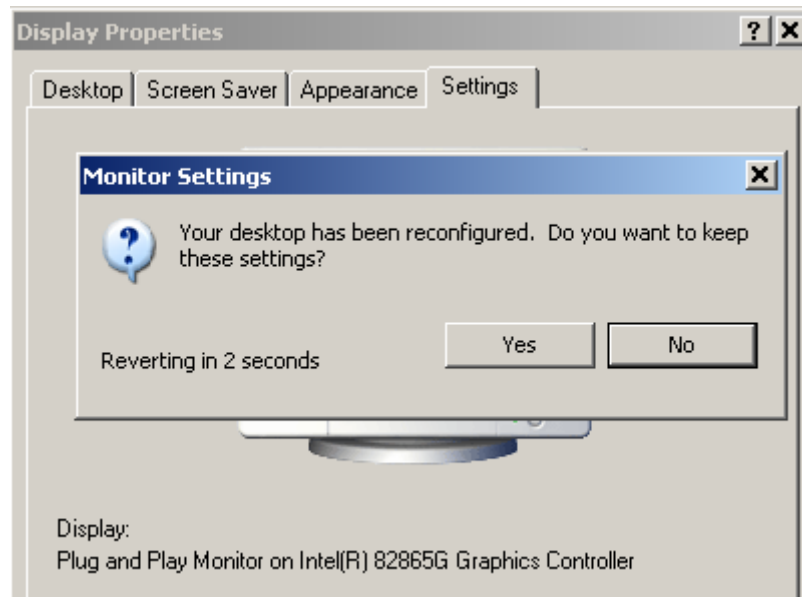 Display Properties
Desktop Screen Saver Appearance Settings
Monitor Settings
Your desktop has been reconfigured. Do you want to keep
these settings?
Reverting in 2 seconds
Yes No
Display:
Plug and Play Monitor on Intel(R) 82865G Graphics Controller